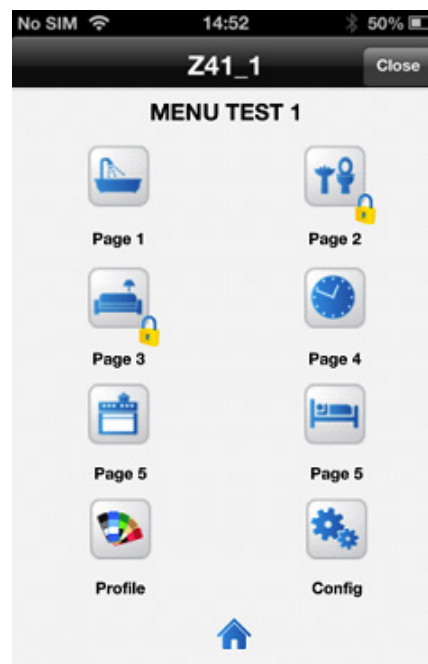 No SIM 14:52 50%
Z41_1 Close
MENU TEST 1
Page 1 Page 2
Page 3 Page 4
Page 5 Page 5
Profile Config